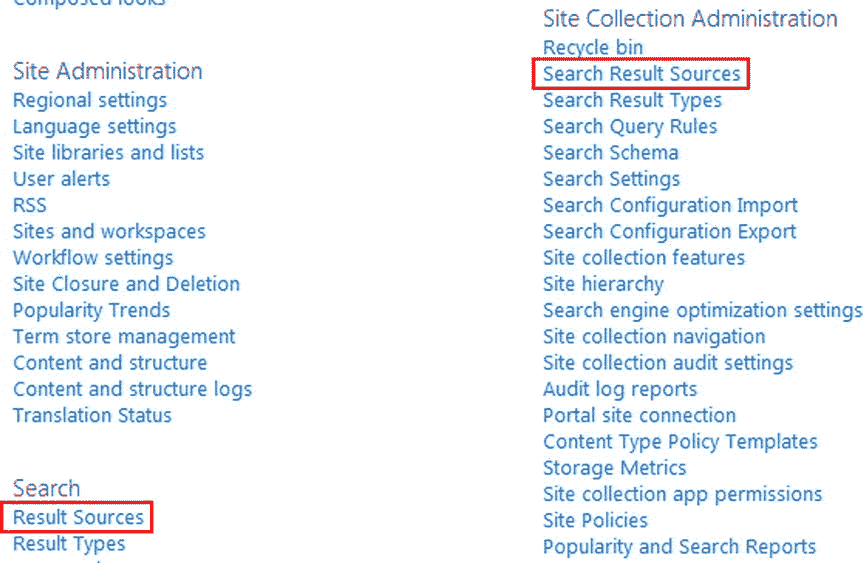 Composed looks
Site Administration
Regional settings
Language settings
Site libraries and lists
User alerts
RSS
Sites and workspaces
Workflow settings
Site Closure and Deletion
Popularity Trends
Term store management
Content and structure
Content and structure logs
Translation Status
Search
Result Sources
Result Types
Site Collection Administration
Recycle bin
Search Result Sources
Search Result Types
Search Query Rules
Search Schema
Search Settings
Search Configuration Import
Search Configuration Export
Site collection features
Site hierarchy
Search engine optimization settings
Site collection navigation
Site collection audit settings
Audit log reports
Portal site connection
Content Type Policy Templates
Storage Metrics
Site collection app permissions
Site Policies
Popularity and Search Reports